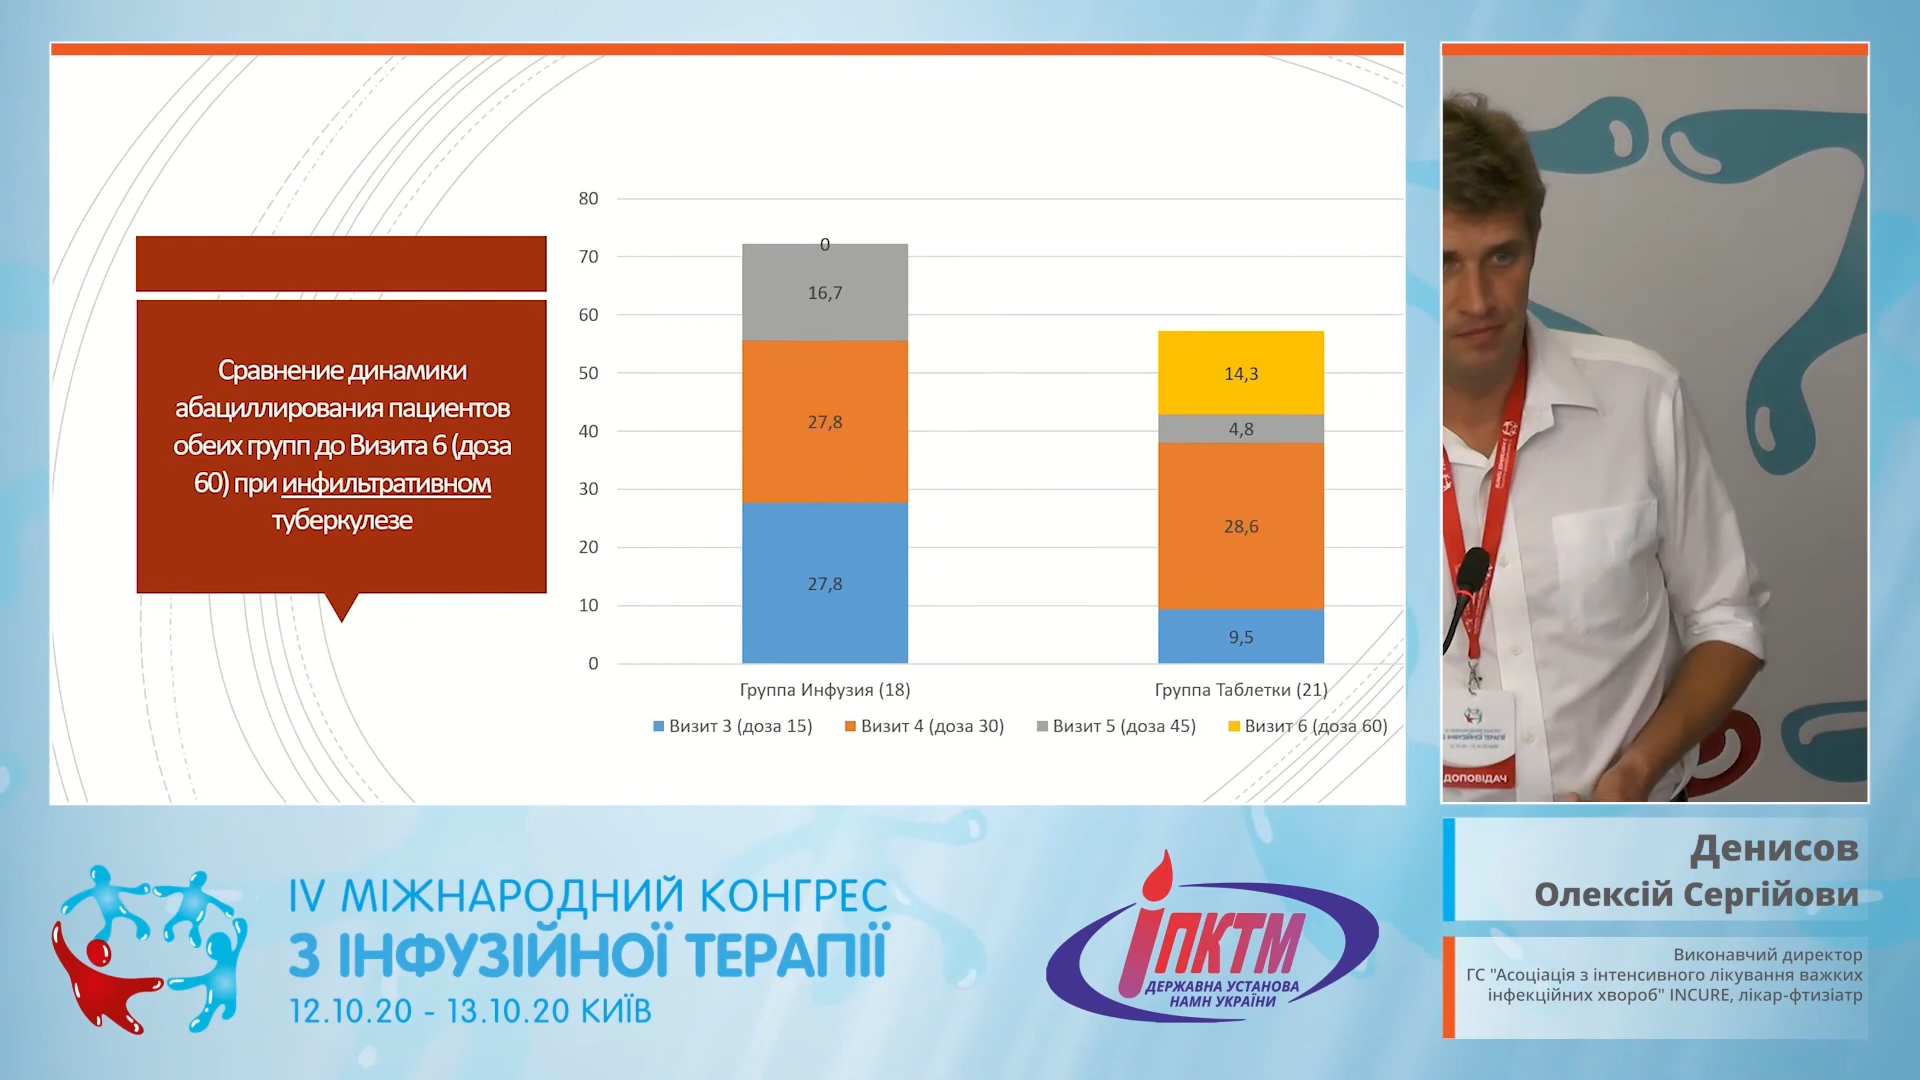 Сравнение динамики
абациллирования пациентов
обеих групп до Визита 6 (доза
60) при инфильтративном
туберкулезе
80
70
60
50
40
30
20
10
0
0
16,7
27,8
27,8
14,3
4,8
28,6
9,5
Группа Инфузия (18)
Группа Таблетки (21)
Визит 3 (доза 15)
Визит 4 (доза 30)
Визит 5 (доза 45)
Визит 6 (доза 60)
ДОПОВІДАЧ
IV МІЖНАРОДНИЙ КОНГРЕС
З ІНФУЗІЙНОЇ ТЕРАПІЇ
12.10.20 - 13.10.20 КИЇВ
ІПКТМ
ДЕРЖАВНА УСТАНОВА
НАМН УКРАЇНИ
Денисов
Олексій Сергійови
Виконавчий директор
ГС "Асоціація з інтенсивного лікування важких
інфекційних хвороб" INCURE, лікар-фтизіатр